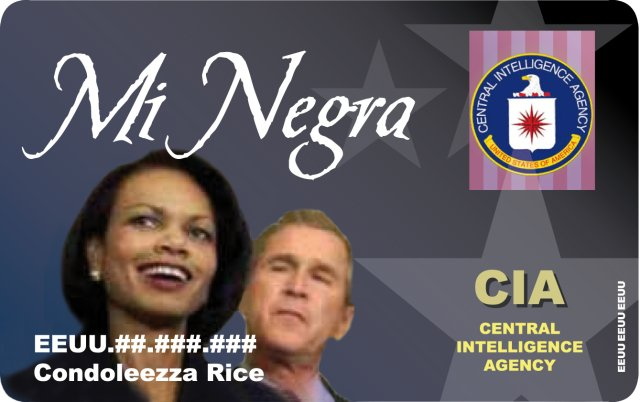 Mi Negra
CENTRAL INTELLIGENCE AGENCY
UNITED STATES OF AMERICA
CIA
CENTRAL
INTELLIGENCE
AGENCY
EEUU.##.###.###
Condoleezza Rice
EEUU EEUU EEUU